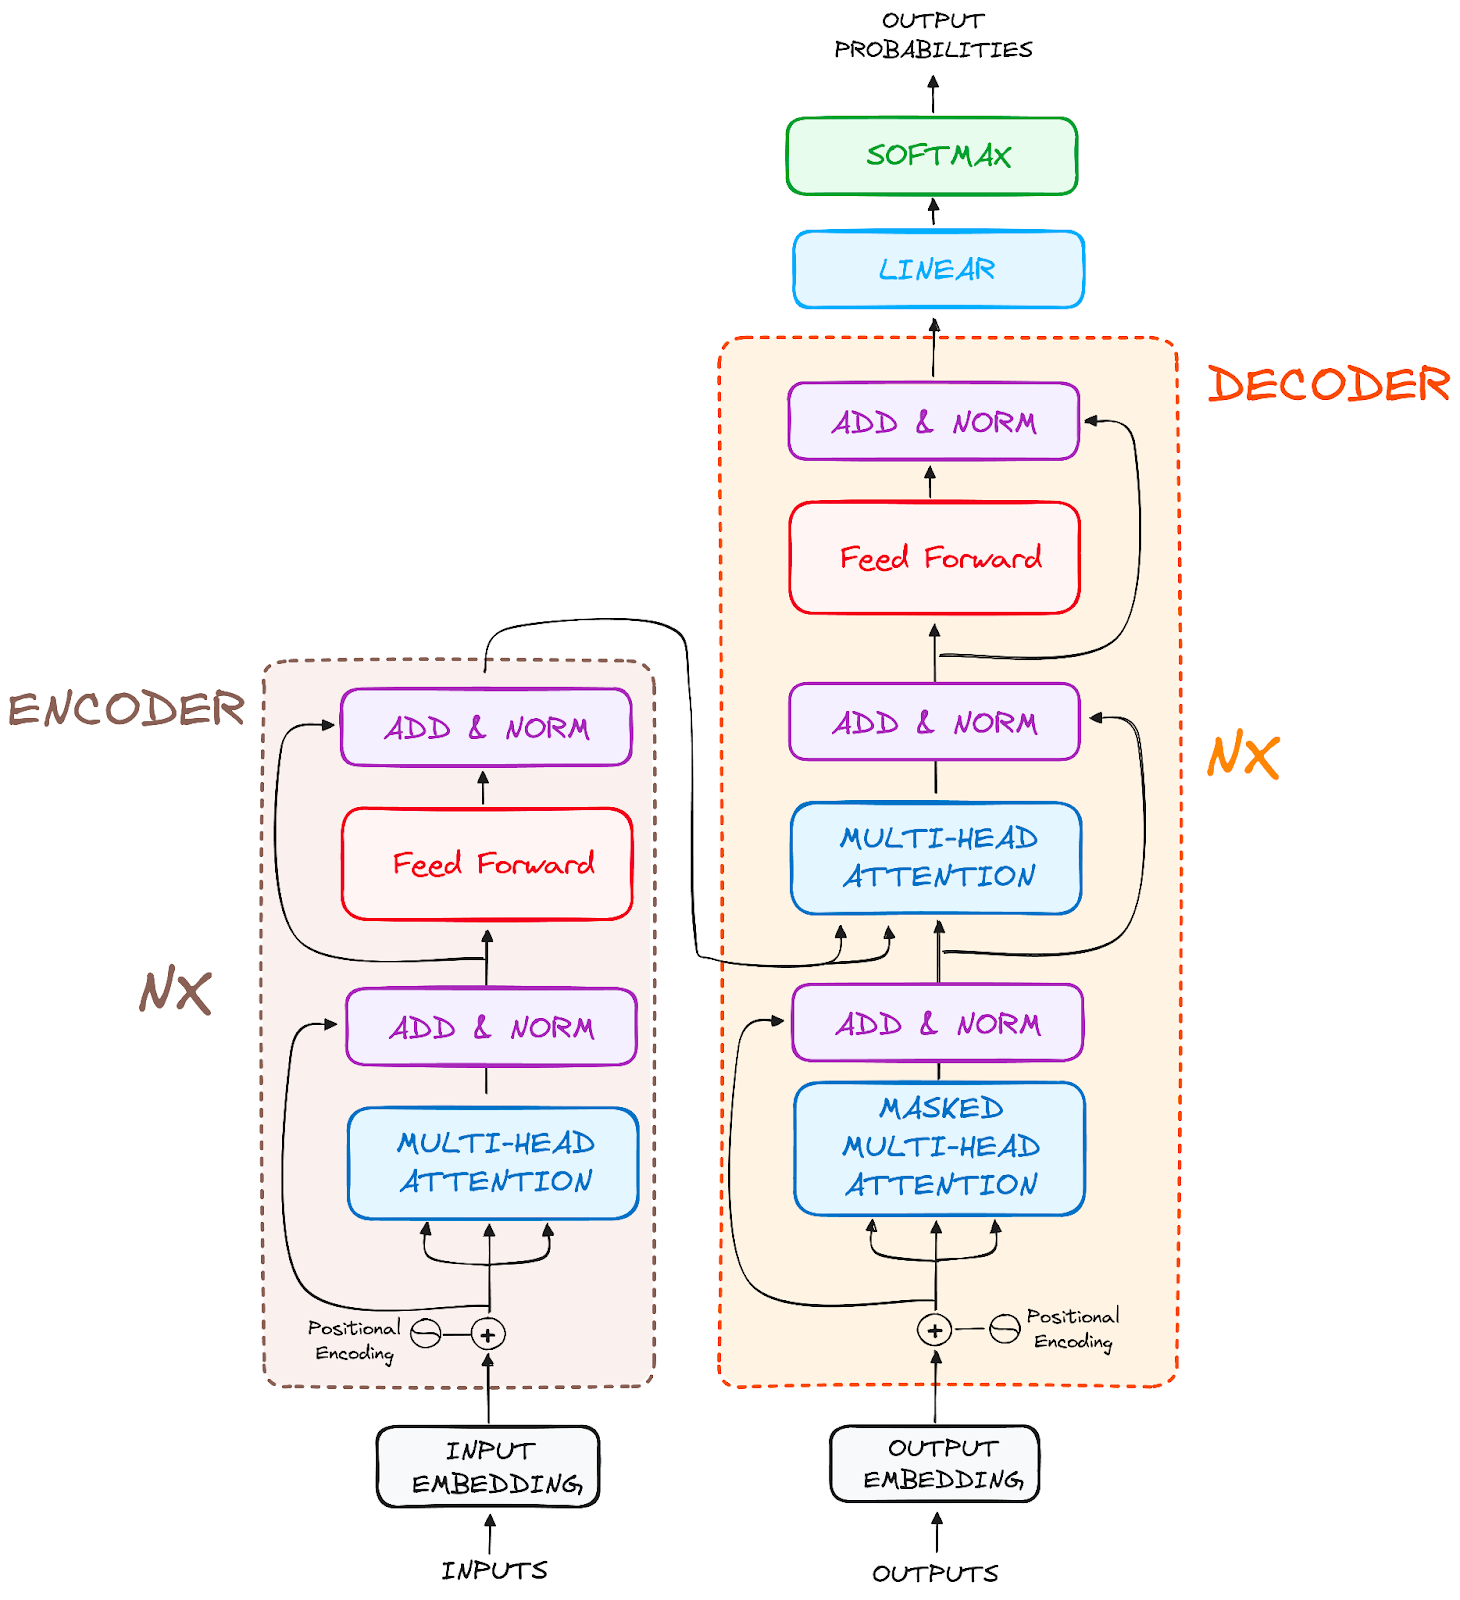 OUTPUT
PROBABILITIES
SOFTMAX
LINEAR
DECODER
ADD & NORM
Feed Forward
ADD & NORM
NX
MULTI-HEAD
ATTENTION
ADD & NORM
MASKED
MULTI-HEAD
ATTENTION
+
Positional
Encoding
OUTPUT
EMBEDDING
OUTPUTS
ENCODER
ADD & NORM
Feed Forward
NX
ADD & NORM
MULTI-HEAD
ATTENTION
Positional
Encoding
+
INPUT
EMBEDDING
INPUTS